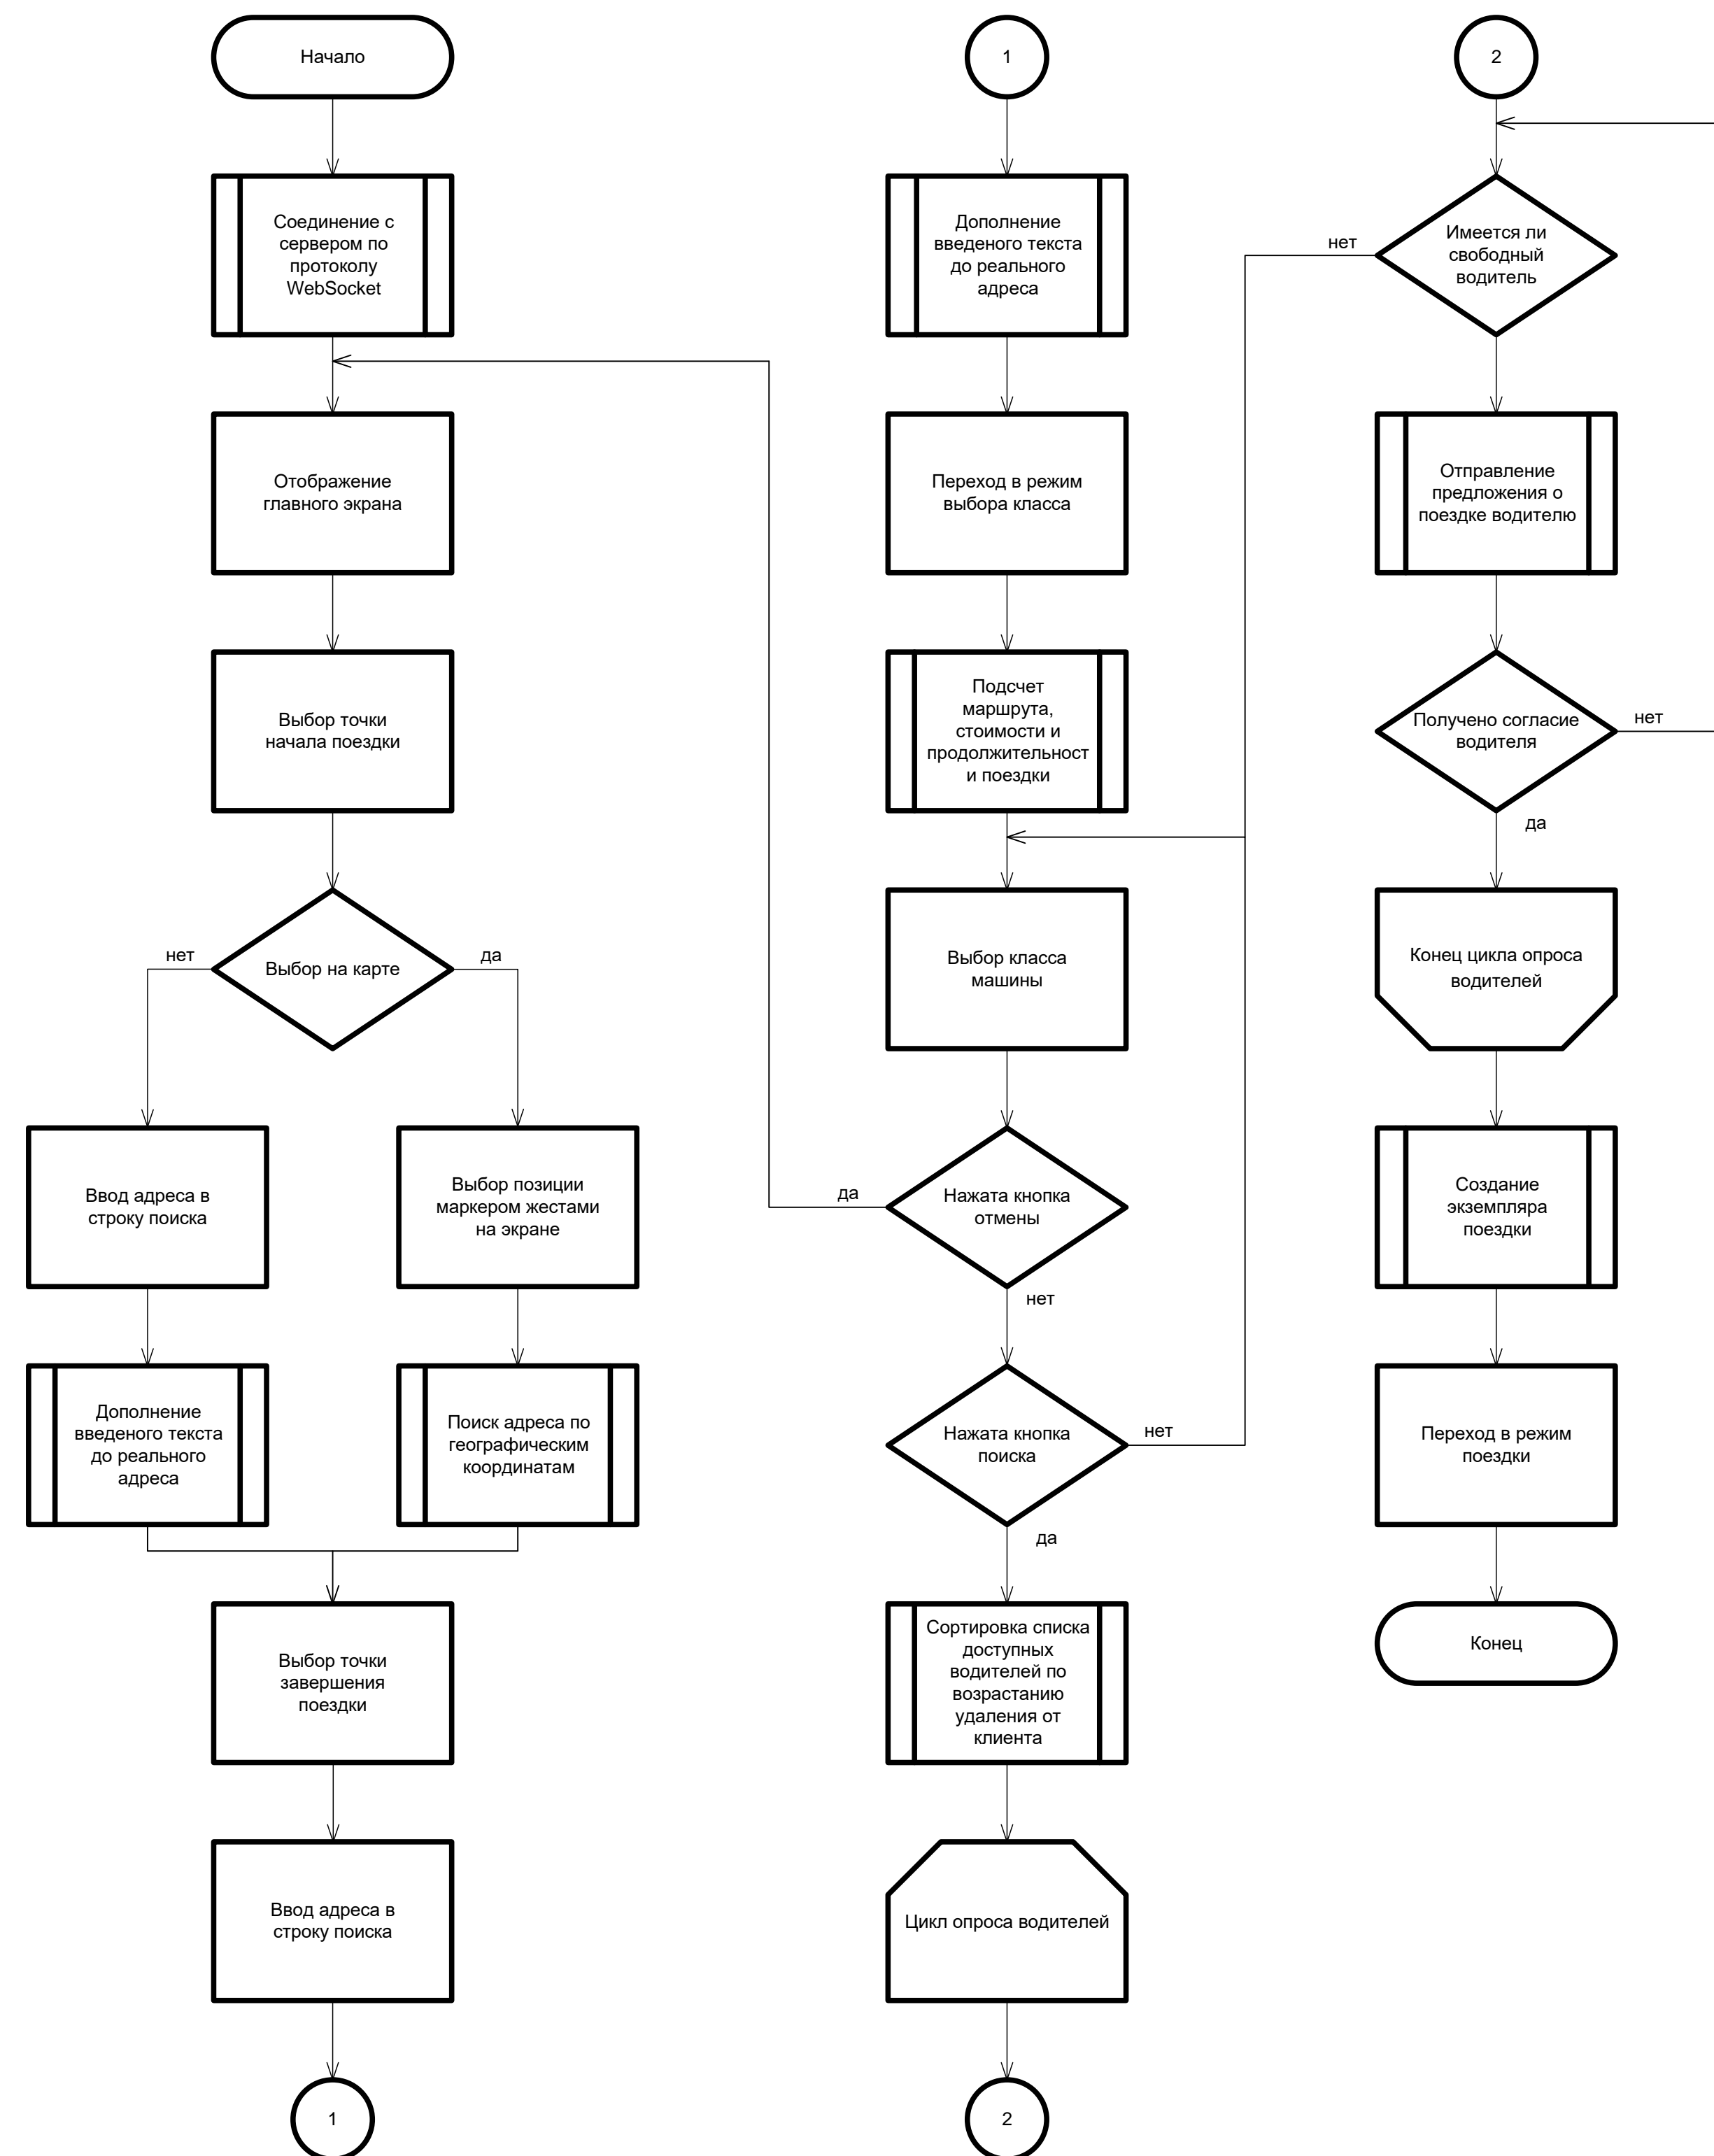 Начало
Соединение с
сервером по
протоколу
WebSocket
Отображение
главного экрана
Выбор точки
начала поездки
нет
Выбор на карте
да
Ввод адреса в
строку поиска
Выбор позиции
маркером жестами
на экране
Дополнение
введеного текста
до реального
адреса
Поиск адреса по
географическим
координатам
Выбор точки
завершения
поездки
Ввод адреса в
строку поиска
1
1
Дополнение
введеного текста
до реального
адреса
Переход в режим
выбора класса
Подсчет
маршрута,
стоимости и
продолжительност
и поездки
Выбор класса
машины
да
Нажата кнопка
отмены
нет
Нажата кнопка
поиска
нет
да
Сортировка списка
доступных
водителей по
возрастанию
удаления от
клиента
Цикл опроса водителей
2
2
нет
Имеется ли
свободный
водитель
Отправление
предложения о
поездке водителю
Получено согласие
водителя
нет
да
Конец цикла опроса
водителей
Создание
экземпляра
поездки
Переход в режим
поездки
Конец